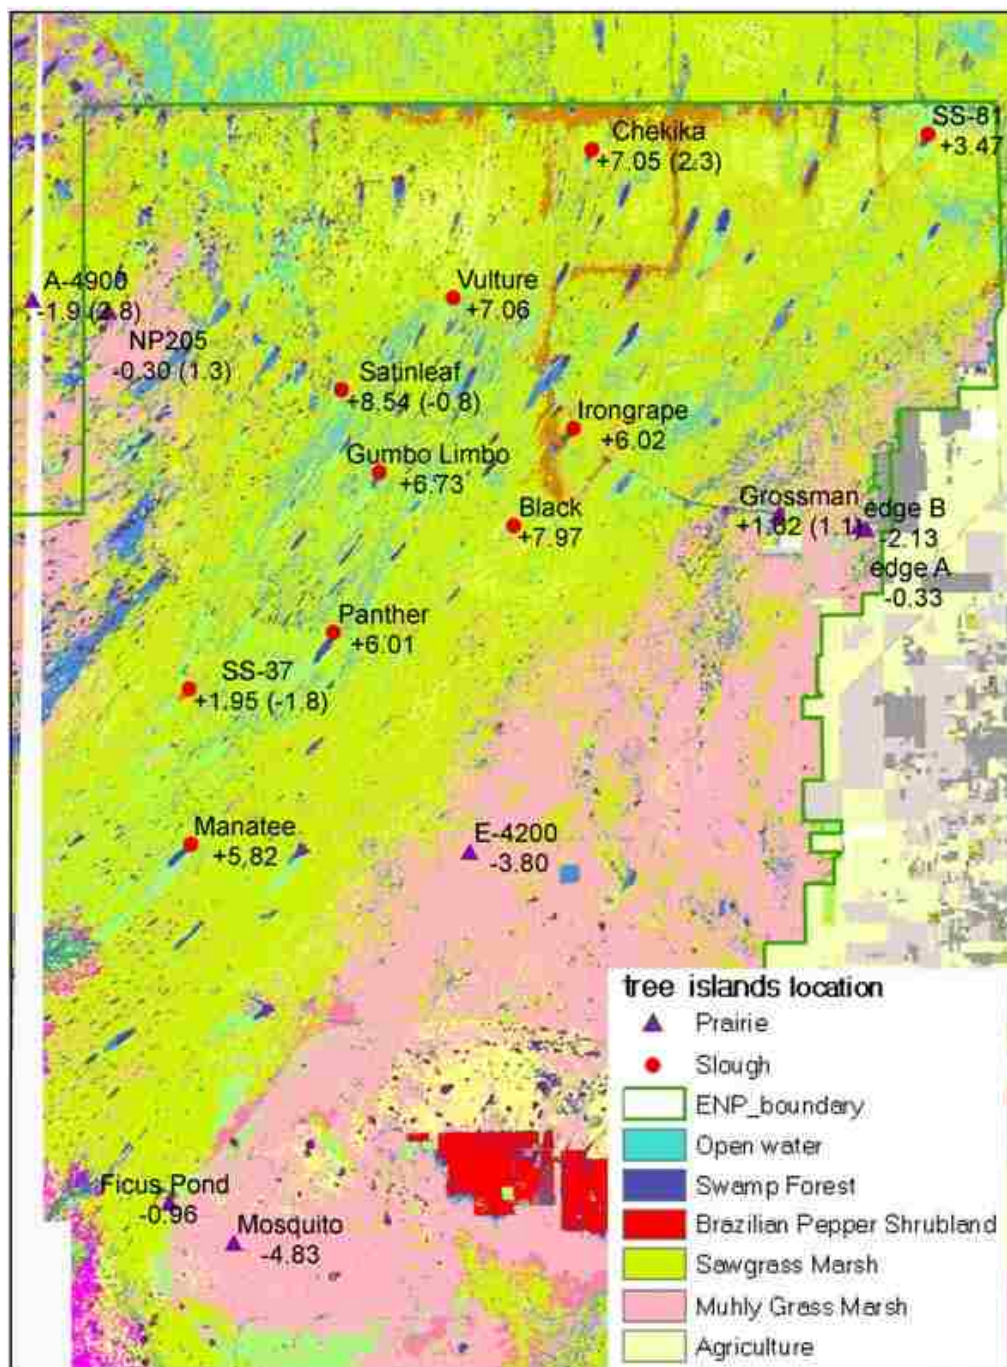 SS-81
+3.47
Chekika
+7.05 (2.3)
A-4900
-1.9 (2.8)
Vulture
+7.06
NP205
-0.30 (1.3)
Satinleaf
+8.54 (-0.8)
Irongrape
+6.02
Gumbo Limbo
+6.73
Black
+7.97
Grossman
+1.62 (1.1)
edge B
-2.13
edge A
-0.33
Panther
+6.01
SS-37
+1.95 (-1.8)
Manatee
+5.82
E-4200
-3.80
Ficus Pond
-0.96
Mosquito
-4.83
tree islands location
Prairie
Slough
ENP_boundary
Open water
Swamp Forest
Brazilian Pepper Shrubland
Sawgrass Marsh
Muhly Grass Marsh
Agriculture